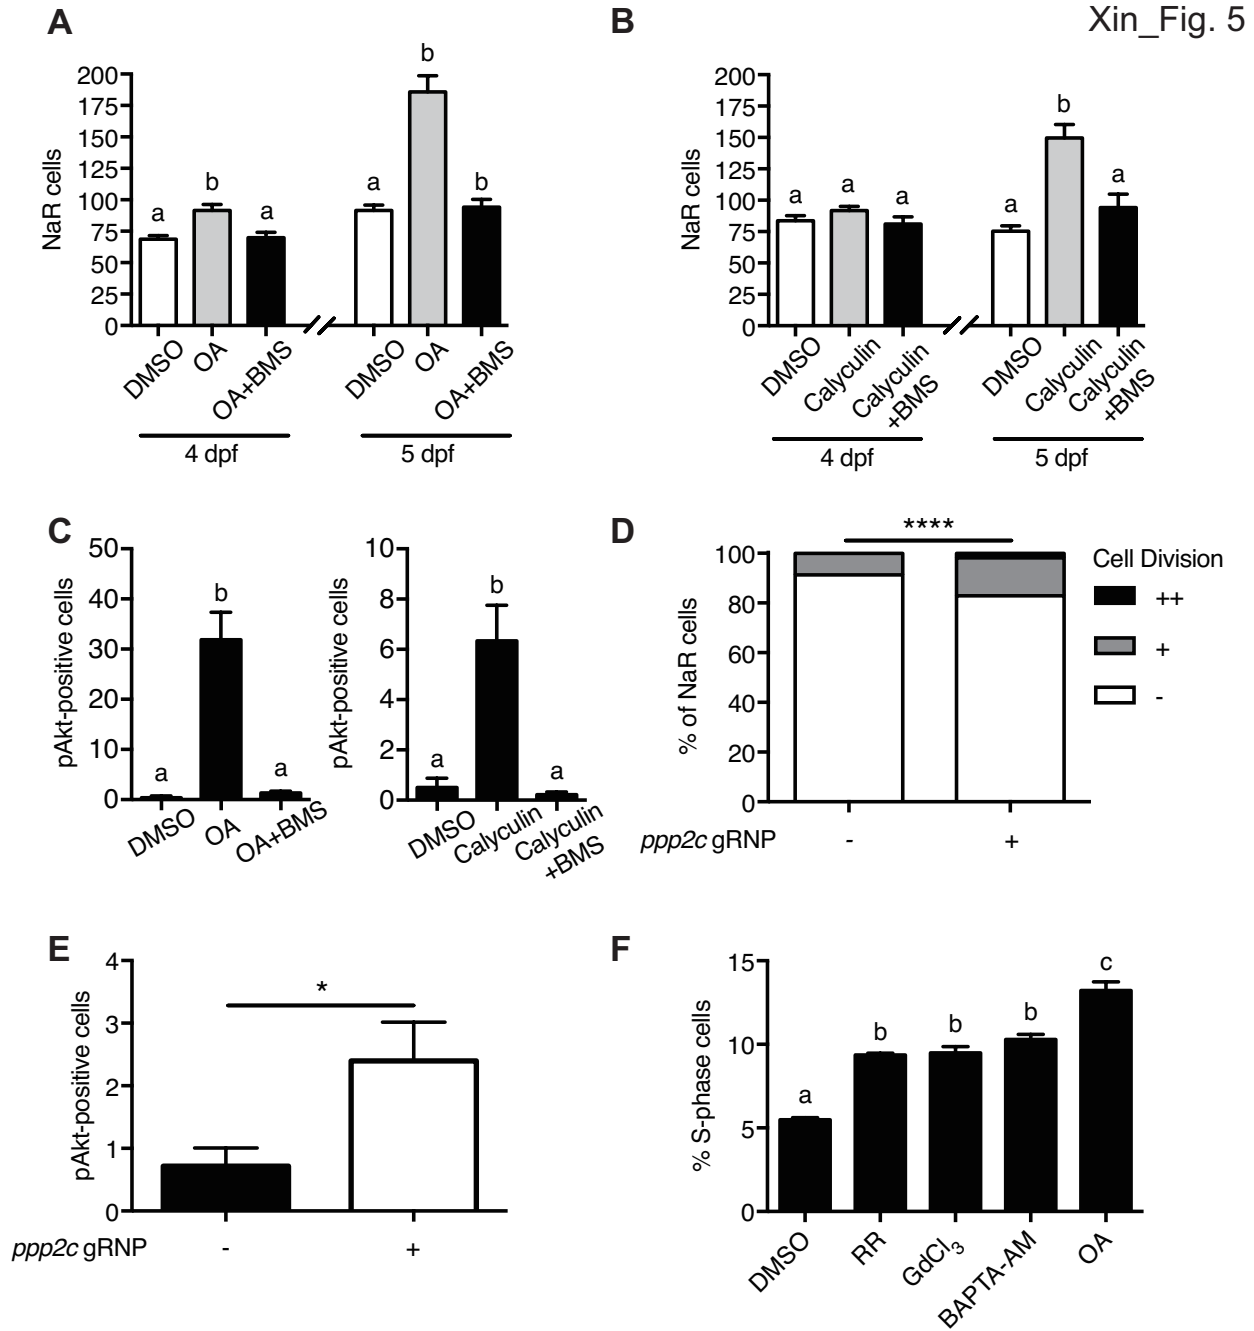 Xin_Fig. 5
A
NaR cells
200
175
150
125
100
75
50
25
0
a
b
a
a
b
b
DMSO
OA
OA+BMS
DMSO
OA
OA+BMS
4 dpf
5 dpf
B
NaR cells
200
175
150
125
100
75
50
25
0
a
a
a
a
b
a
DMSO
Calyculin
Calyculin
+BMS
DMSO
Calyculin
Calyculin
+BMS
4 dpf
5 dpf
C
pAkt-positive cells
50
40
30
20
10
0
a
b
a
DMSO
OA
OA+BMS
pAkt-positive cells
10
8
6
4
2
0
a
b
a
DMSO
Calyculin
Calyculin
+BMS
D
% of NaR cells
100
80
60
40
20
0
****
Cell Division
++
+
-
ppp2c gRNP - +
E
pAkt-positive cells
4
3
2
1
0
*
ppp2c gRNP - +
F
% S-phase cells
15
10
5
0
a
b
b
b
c
DMSO
RR
GdCl3
BAPTA-AM
OA